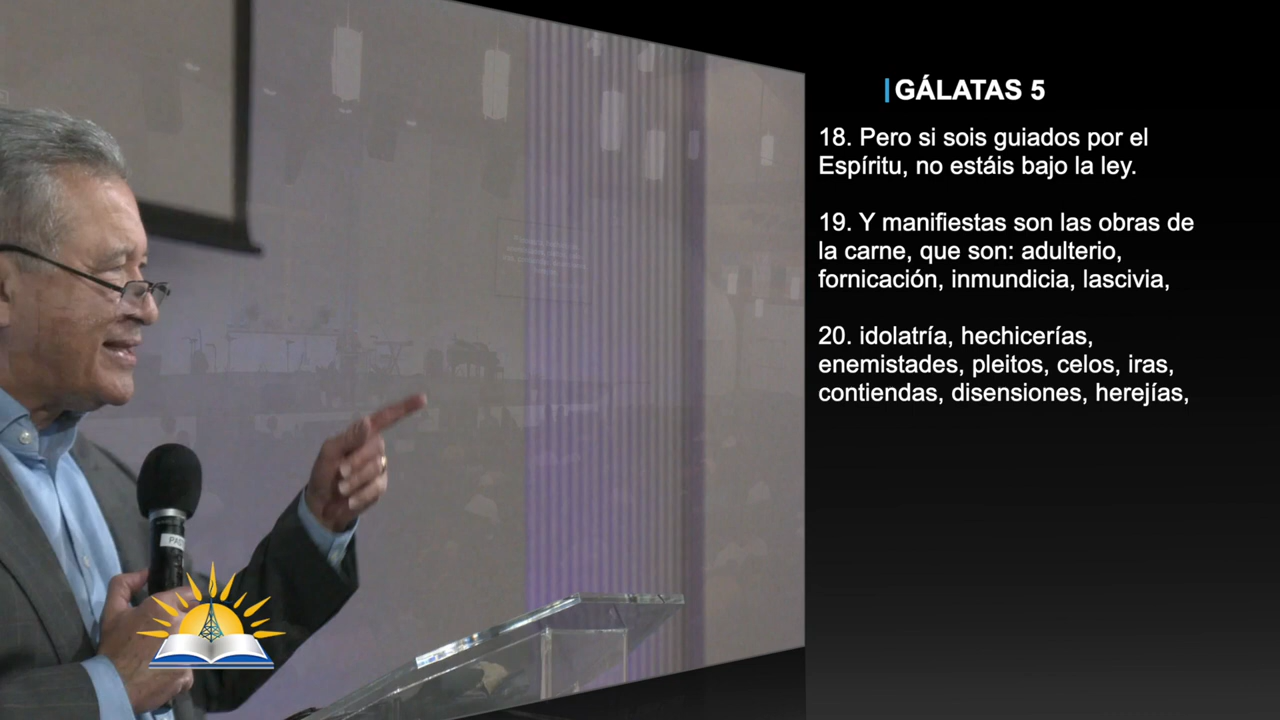 GÁLATAS 5
18. Pero si sois guiados por el
Espíritu, no estáis bajo la ley.
19. Y manifiestas son las obras de
la carne, que son: adulterio,
fornicación, inmundicia, lascivia,
20. idolatría, hechicerías,
enemistades, pleitos, celos, iras,
contiendas, disensiones, herejías,